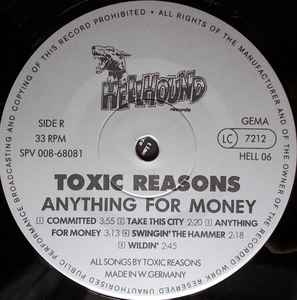 BROADCASTING AND COPYING OF THIS RECORD PROHIBITED • ALL RIGHTS OF THE MANUFACTURER AND OF THE OWNER OF THE RECORDED WORK RESERVED. UNAUTHORISED PUBLIC PERFORMANCE
HELLHOUND
records
SIDE R
33 RPM
SPV 008-68081
GEMA
LC 7212
HELL 06
TOXIC REASONS
ANYTHING FOR MONEY
1 COMMITTED 3:55 2 TAKE THIS CITY 2:20 3 ANYTHING
FOR MONEY 3:13 4 SWINGIN' THE HAMMER 2:18
5 WILDIN' 2:45
ALL SONGS BY TOXIC REASONS
MADE IN W. GERMANY